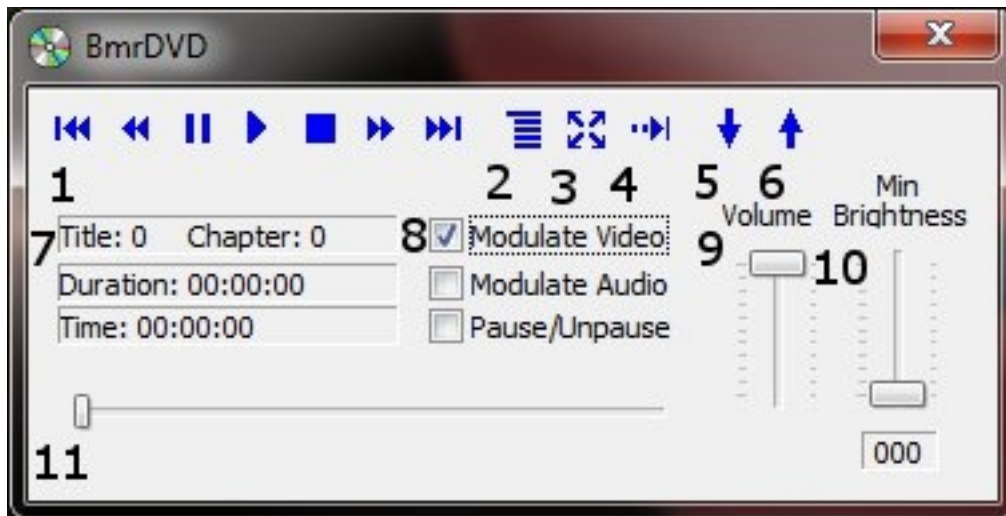 BmrDVD
1 2 3 4 5 6 Min
Volume Brightness
7 Title: 0 Chapter: 0 8 Modulate Video 9 10
Duration: 00:00:00 Modulate Audio
Time: 00:00:00 Pause/Unpause
11 000